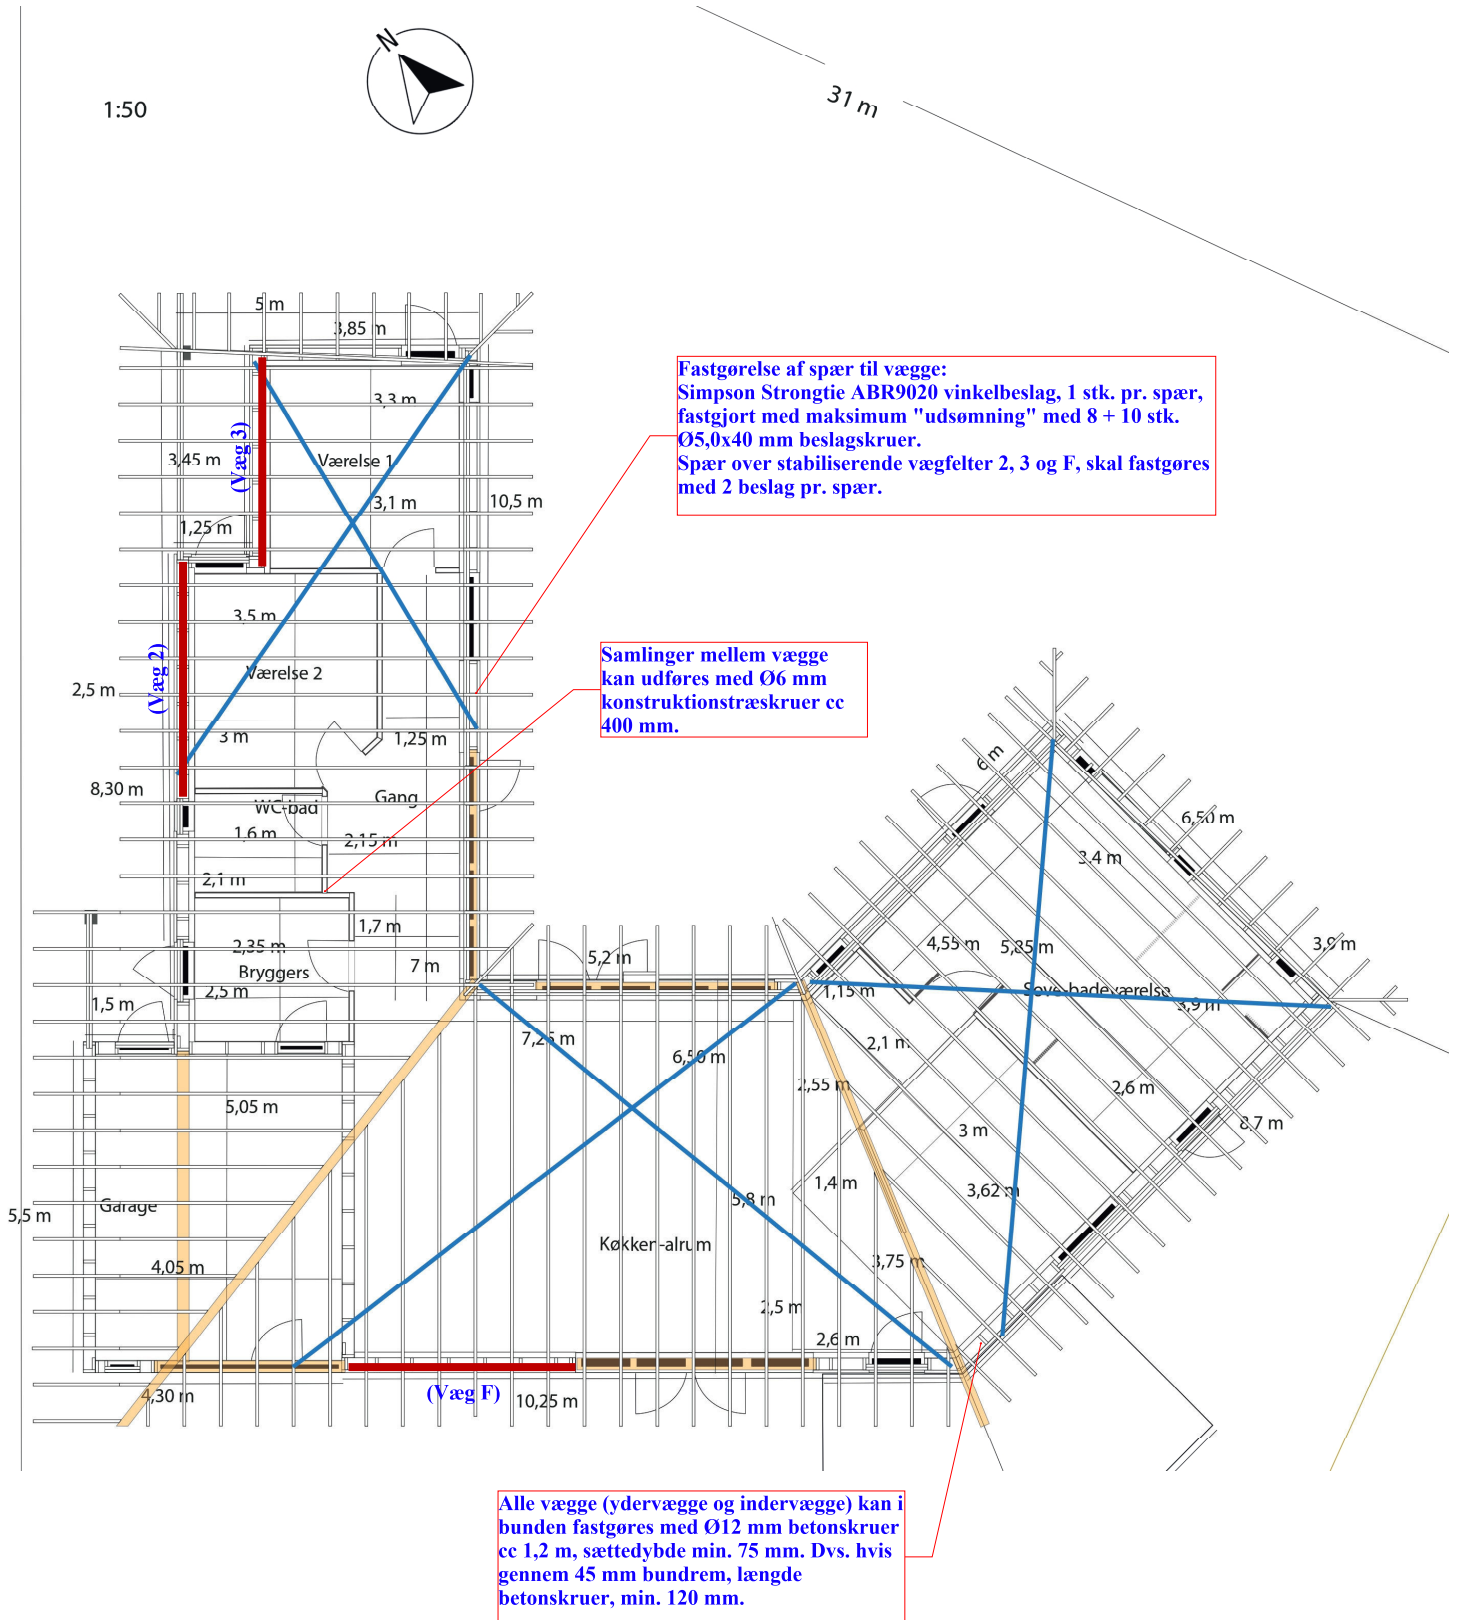 N
1:50
31 m
5 m
3,85 m
3,3 m
(Væg 3)
3,45 m
Værelse 1
3,1 m
10,5 m
1,25 m
Fastgørelse af spær til vægge:
Simpson Strongtie ABR9020 vinkelbeslag, 1 stk. pr. spær,
fastgjort med maksimum "udsømning" med 8 + 10 stk.
Ø5,0x40 mm beslagskruer.
Spær over stabiliserende vægfelter 2, 3 og F, skal fastgøres
med 2 beslag pr. spær.
3,5 m
(Væg 2)
Værelse 2
2,5 m
3 m
1,25 m
Samlinger mellem vægge
kan udføres med Ø6 mm
konstruktionstræskruer cc
400 mm.
8,30 m
WC-bad
Gang
1,6 m
2,15 m
2,1 m
1,7 m
2,35 m
Bryggers
7 m
2,5 m
1,5 m
5,2 m
6 m
6,50 m
3,4 m
4,55 m
5,85 m
3,9 m
1,15 m
Sove-badeværelse
3,9 m
7,25 m
6,50 m
2,1 m
2,55 m
2,6 m
8,7 m
5,05 m
3 m
1,4 m
3,62 m
5,8 m
Garage
5,5 m
Køkken-alrum
4,05 m
3,75 m
2,5 m
2,6 m
4,30 m
(Væg F)
10,25 m
Alle vægge (ydervægge og indervægge) kan i
bunden fastgøres med Ø12 mm betonskruer
cc 1,2 m, sættedybde min. 75 mm. Dvs. hvis
gennem 45 mm bundrem, længde
betonskruer, min. 120 mm.